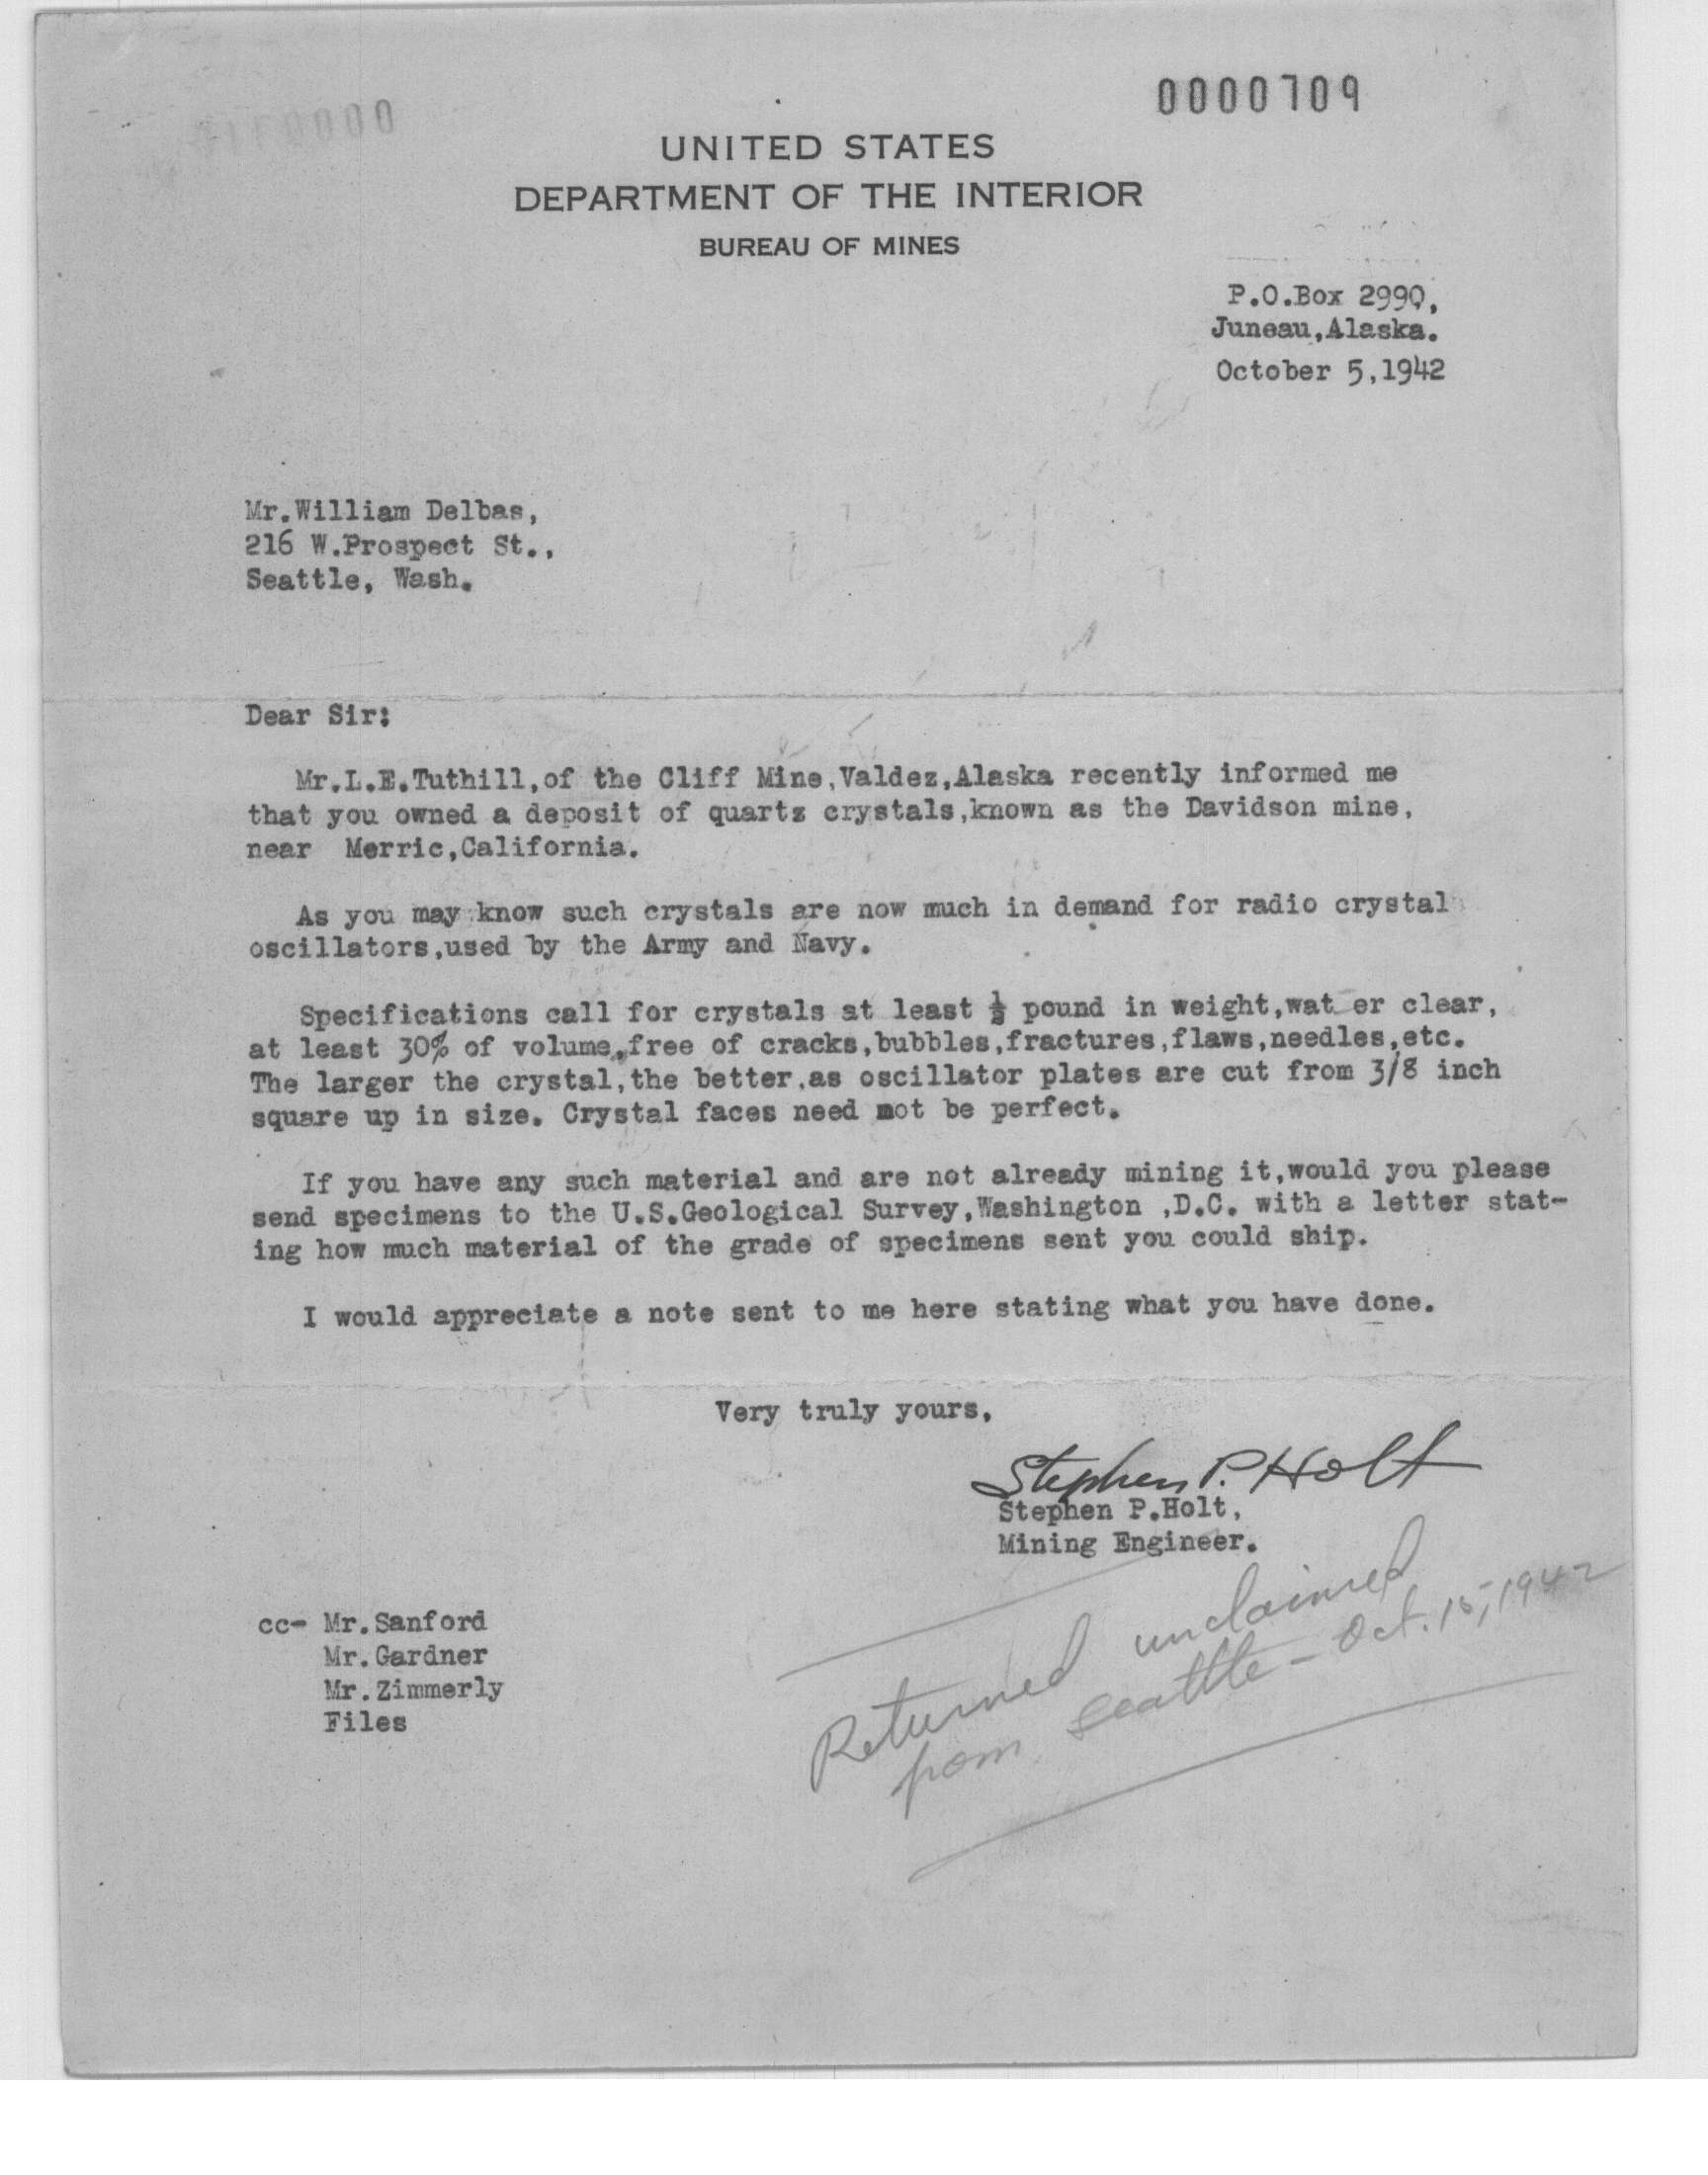 0000709
UNITED STATES
DEPARTMENT OF THE INTERIOR
BUREAU OF MINES
P.O.Box 2990,
Juneau,Alaska.
October 5,1942
Mr.William Delbas,
216 W.Prospect St.,
Seattle, Wash.
Dear Sir:
Mr.L.E.Tuthill,of the Cliff Mine,Valdez,Alaska recently informed me
that you owned a deposit of quartz crystals,known as the Davidson mine,
near Merric,California.
As you may know such crystals are now much in demand for radio crystal
oscillators,used by the Army and Navy.
Specifications call for crystals at least ½ pound in weight,wat er clear,
at least 30% of volume,free of cracks,bubbles,fractures,flaws,needles,etc.
The larger the crystal,the better,as oscillator plates are cut from 3/8 inch
square up in size. Crystal faces need not be perfect.
If you have any such material and are not already mining it,would you please
send specimens to the U.S.Geological Survey,Washington ,D.C. with a letter stat-
ing how much material of the grade of specimens sent you could ship.
I would appreciate a note sent to me here stating what you have done.
Very truly yours,
Stephen P. Holt
Stephen P.Holt,
Mining Engineer.
cc- Mr.Sanford
Mr.Gardner
Mr.Zimmerly
Files
Returned unclaimed
from Seattle - Oct. 15, 1942